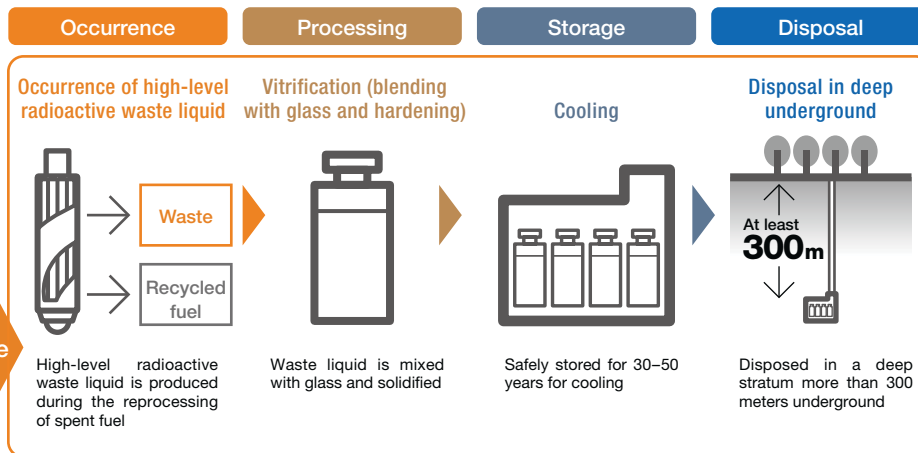 Occurrence
Processing
Storage
Disposal
Occurrence of high-level
radioactive waste liquid
Vitrification (blending
with glass and hardening)
Cooling
Disposal in deep
underground
Waste
Recycled
fuel
At least
300m
High-level radioactive
waste liquid is produced
during the reprocessing
of spent fuel
Waste liquid is mixed
with glass and solidified
Safely stored for 30–50
years for cooling
Disposed in a deep
stratum more than 300
meters underground